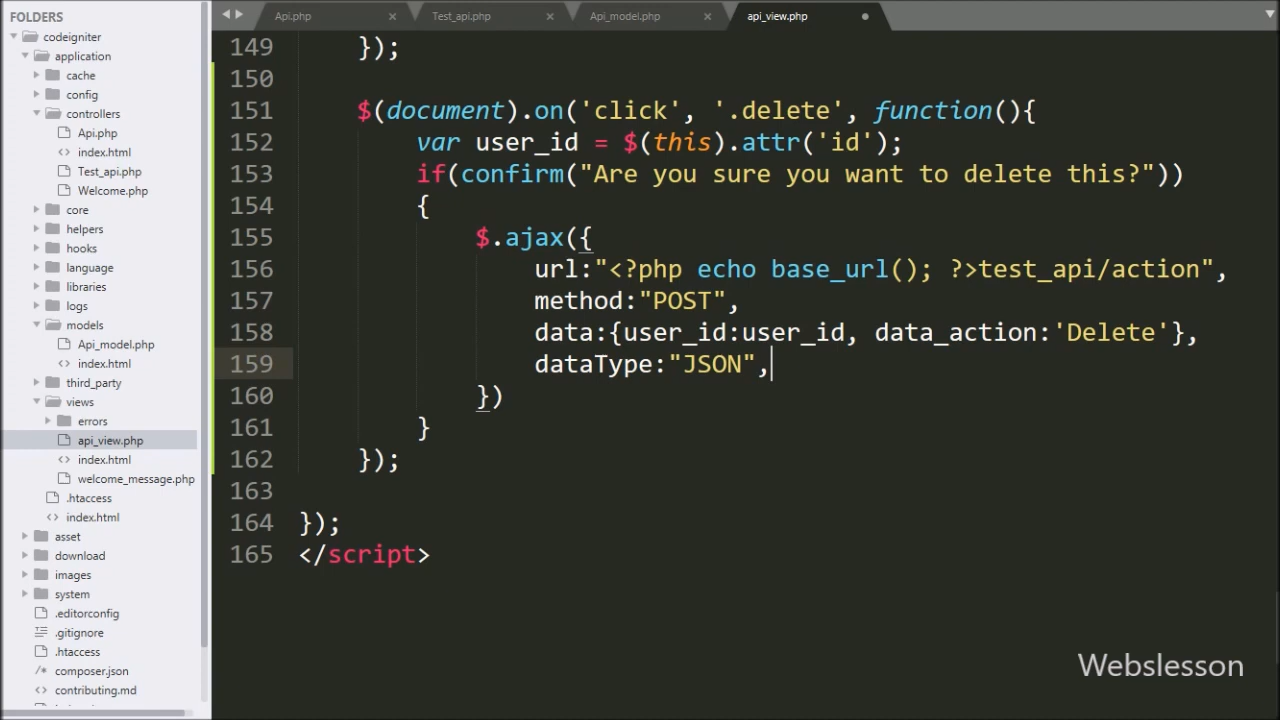 FOLDERS
codeigniter
application
cache
config
controllers
Api.php
index.html
Test_api.php
Welcome.php
core
helpers
hooks
language
libraries
logs
models
Api_model.php
index.html
third_party
views
errors
api_view.php
index.html
welcome_message.php
.htaccess
index.html
asset
download
images
system
.editorconfig
.gitignore
.htaccess
composer.json
contributing.md
Api.php
Test_api.php
Api_model.php
api_view.php
149 });
150
151 $(document).on('click', '.delete', function(){
152 var user_id = $(this).attr('id');
153 if(confirm("Are you sure you want to delete this?"))
154 {
155 $.ajax({
156 url:"<?php echo base_url(); ?>test_api/action",
157 method:"POST",
158 data:{user_id:user_id, data_action:'Delete'},
159 dataType:"JSON",
160 })
161 }
162 });
163
164 });
165 </script>
Webslesson